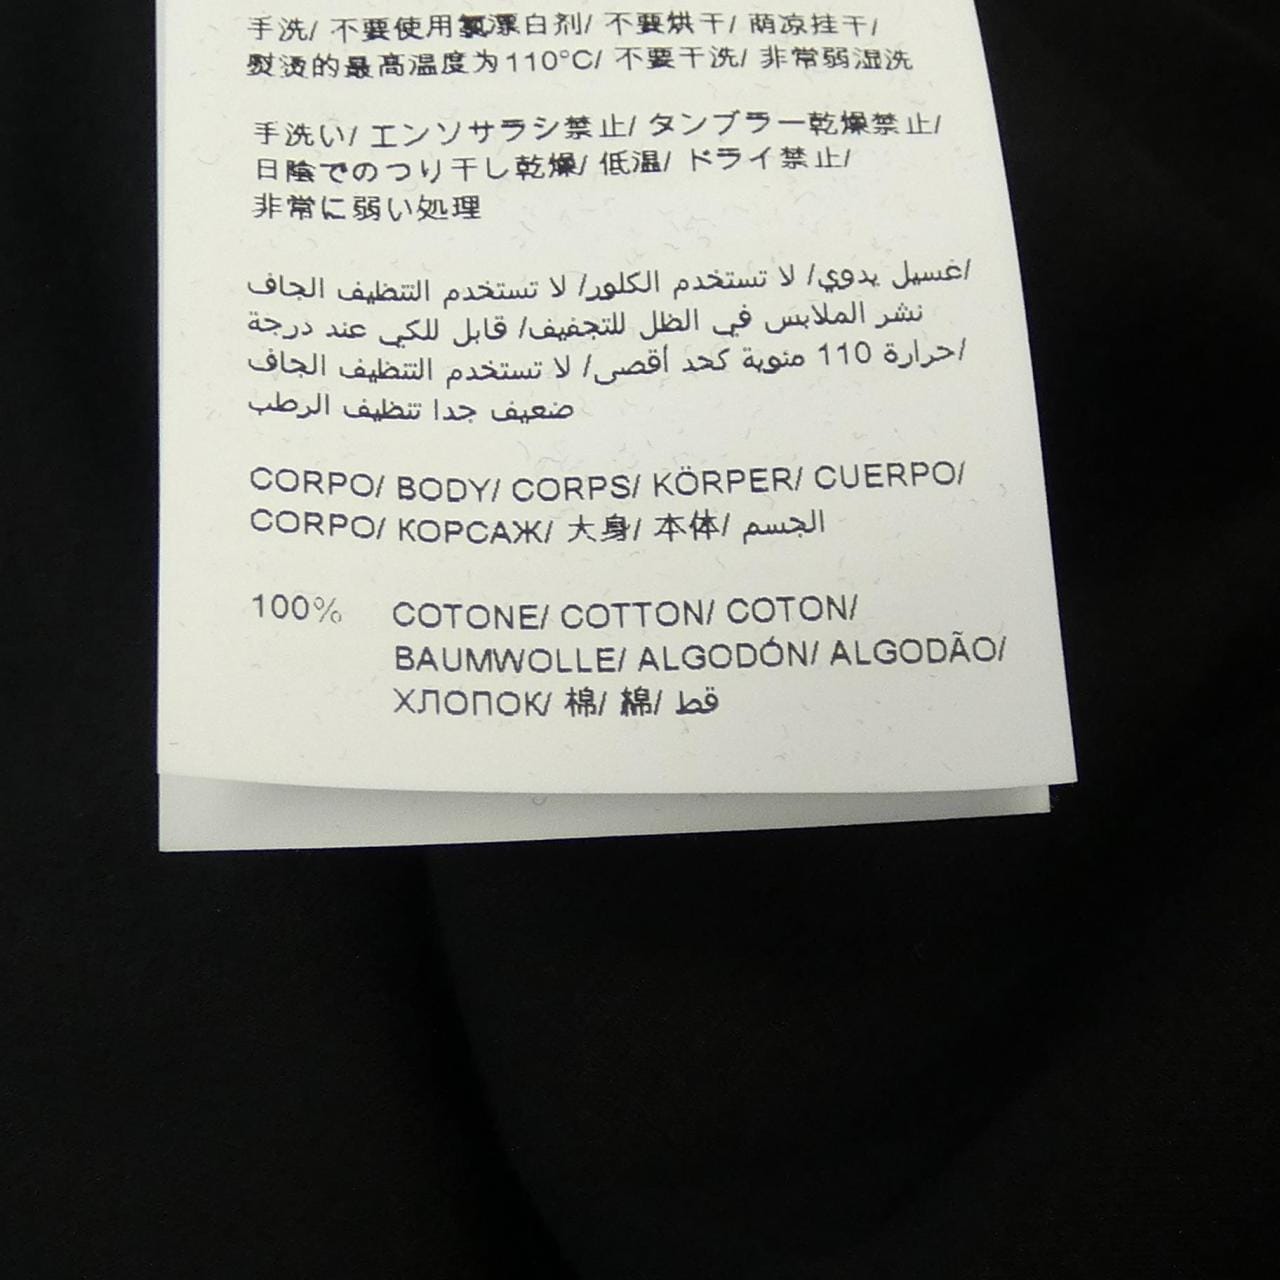 手洗/ 不要使用氯漂白剂/ 不要烘干/ 荫凉挂干/
熨烫的最高温度为110°C/ 不要干洗/ 非常弱湿洗
手洗い/ エンソサラシ禁止/ タンブラー乾燥禁止/
日陰でのつり干し乾燥/ 低温/ ドライ禁止/
非常に弱い処理
غسيل يدوي/ لا تستخدم الكلور/ لا تستخدم التنظيف الجاف/
نشر الملابس في الظل للتجفيف/ قابل للكي عند درجة
حرارة 110 مئوية كحد أقصى/ لا تستخدم التنظيف الجاف/
ضعيف جدا تنظيف الرطب
CORPO/ BODY/ CORPS/ KÖRPER/ CUERPO/
CORPO/ КОРСАЖ/ 大身/ 本体/ الجسم
100% COTONE/ COTTON/ COTON/
BAUMWOLLE/ ALGODÓN/ ALGODÃO/
ХЛОПОК/ 棉/ 綿/ قط